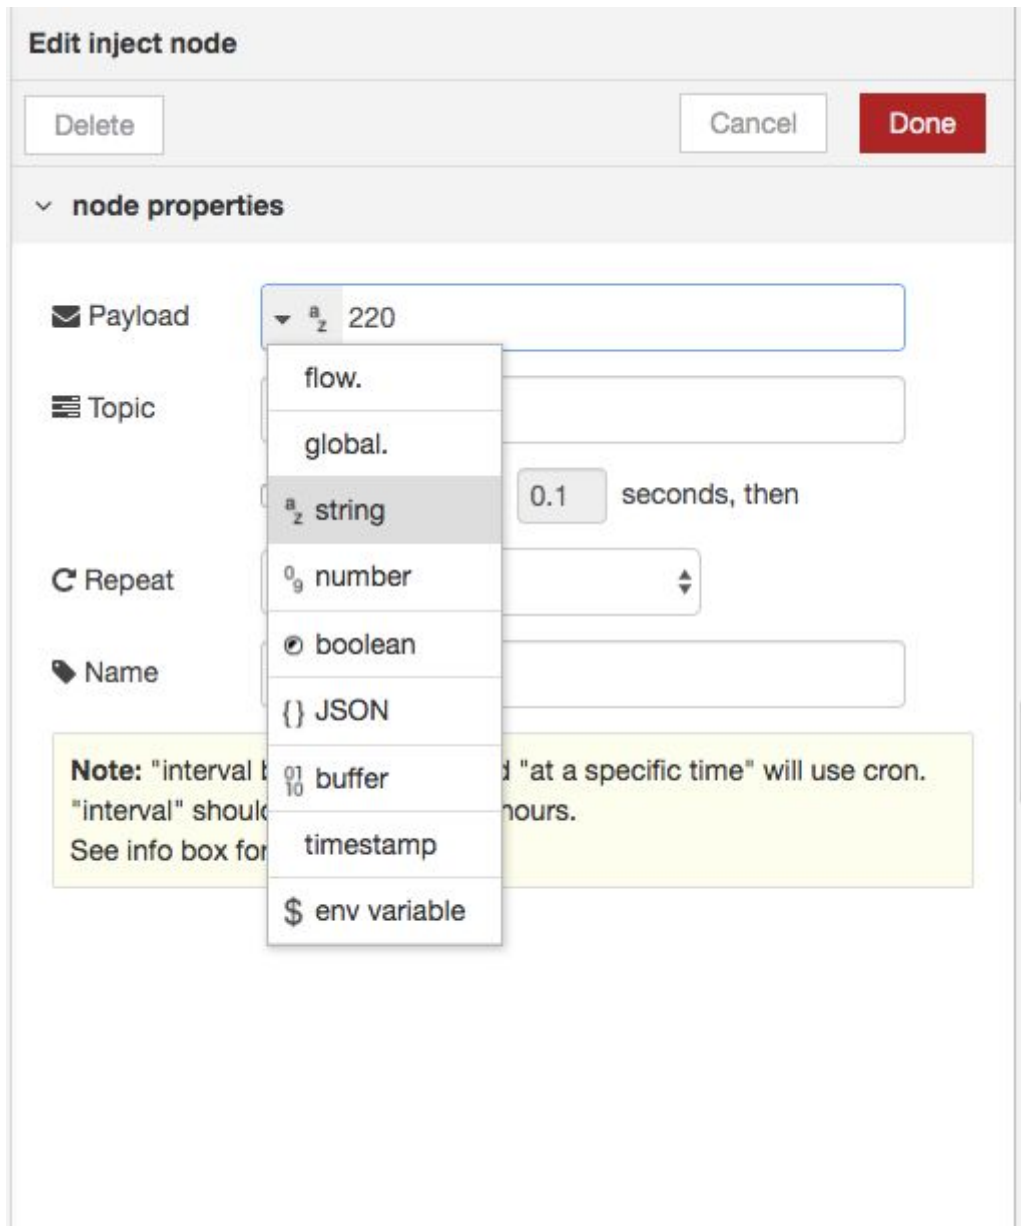 Edit inject node
Delete Cancel Done
node properties
Payload 220
flow.
Topic
global.
0.1 seconds, then
string
Repeat
number
boolean
Name
JSON
Note: "interval "at a specific time" will use cron.
buffer
"interval" hours.
timestamp
See info box for
$ env variable